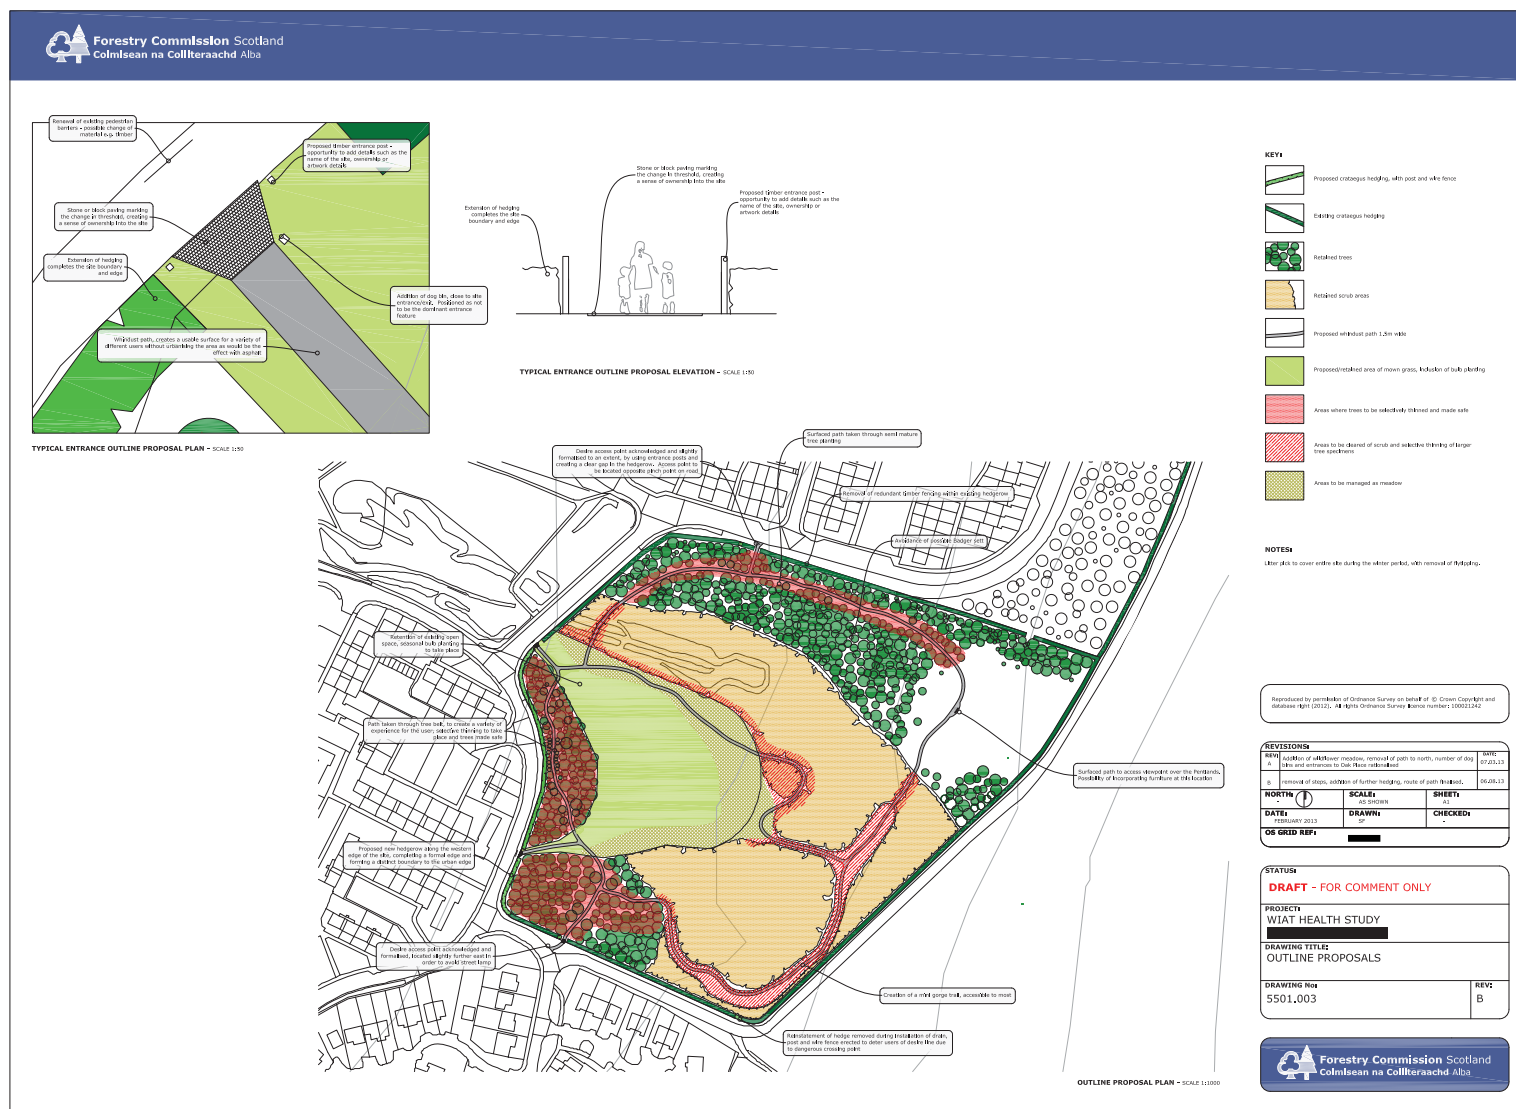 Forestry Commission Scotland
Coimisean na Coillteachd Alba
Renewal of existing pedestrian
barriers - possible change of
material e.g. timber
Proposed timber entrance post -
opportunity to add details such as the
name of the site, ownership or
artwork details
Stone or block paving marking
the change in threshold, creating
a sense of ownership into the site
Extension of hedging
completes the site boundary
and edge
Addition of dog bin, close to site
entrance/exit. Positioned as not
to be the dominant entrance
feature
Whindust path, creates a usable surface for a variety of
different users without urbanising the area as would be the
effect with asphalt
TYPICAL ENTRANCE OUTLINE PROPOSAL PLAN - SCALE 1:50
Stone or block paving marking
the change in threshold, creating
a sense of ownership into the site
Proposed timber entrance post -
opportunity to add details such as the
name of the site, ownership or
artwork details
Extension of hedging
completes the site
boundary and edge
TYPICAL ENTRANCE OUTLINE PROPOSAL ELEVATION - SCALE 1:50
KEY:
Proposed crataegus hedging, with post and wire fence
Existing crataegus hedging
Retained trees
Retained scrub areas
Proposed whindust path 1.5m wide
Proposed/retained area of mown grass, inclusion of bulb planting
Areas where trees to be selectively thinned and made safe
Areas to be cleared of scrub and selective thinning of larger
tree specimens
Areas to be managed as meadow
NOTES:
Litter pick to cover entire site during the winter period, with removal of flytipping.
Surfaced path taken through semi mature
tree planting
Desire access point acknowledged and slightly
formalised to an extent, by using entrance posts and
creating a clear gap in the hedgerow. Access point to
be located opposite pinch point on road
Removal of redundant timber fencing within existing hedgerow
Avoidance of possible Badger sett
Retention of existing open
space, seasonal bulb planting
to take place
Path taken through tree belt, to create a variety of
experience for the user, selective thinning to take
place and trees made safe
Surfaced path to access viewpoint over the Pentlands.
Possibility of incorporating furniture at this location
Proposed new hedgerow along the western
edge of the site, completing a formal edge and
forming a distinct boundary to the urban edge
Desire access point acknowledged and
formalised, located slightly further east in
order to avoid street lamp
Creation of a mini gorge trail, accessible to most
Reinstatement of hedge removed during installation of drain,
post and wire fence erected to deter users of desire line due
to dangerous crossing point
OUTLINE PROPOSAL PLAN - SCALE 1:1000
Reproduced by permission of Ordnance Survey on behalf of © Crown Copyright and
database right (2012). All rights Ordnance Survey licence number: 100021242
REVISIONS:
REV: DATE:
A Addition of wildflower meadow, removal of path to north, number of dog
bins and entrances to Oak Place rationalised 07.03.13
B removal of steps, addition of further hedging, route of path finalised. 06.08.13
NORTH: - SCALE: AS SHOWN SHEET: A1
DATE: FEBRUARY 2013 DRAWN: SF CHECKED: -
OS GRID REF:
STATUS:
DRAFT - FOR COMMENT ONLY
PROJECT:
WIAT HEALTH STUDY
DRAWING TITLE:
OUTLINE PROPOSALS
DRAWING No: REV:
5501.003 B
Forestry Commission Scotland
Coimisean na Coillteachd Alba